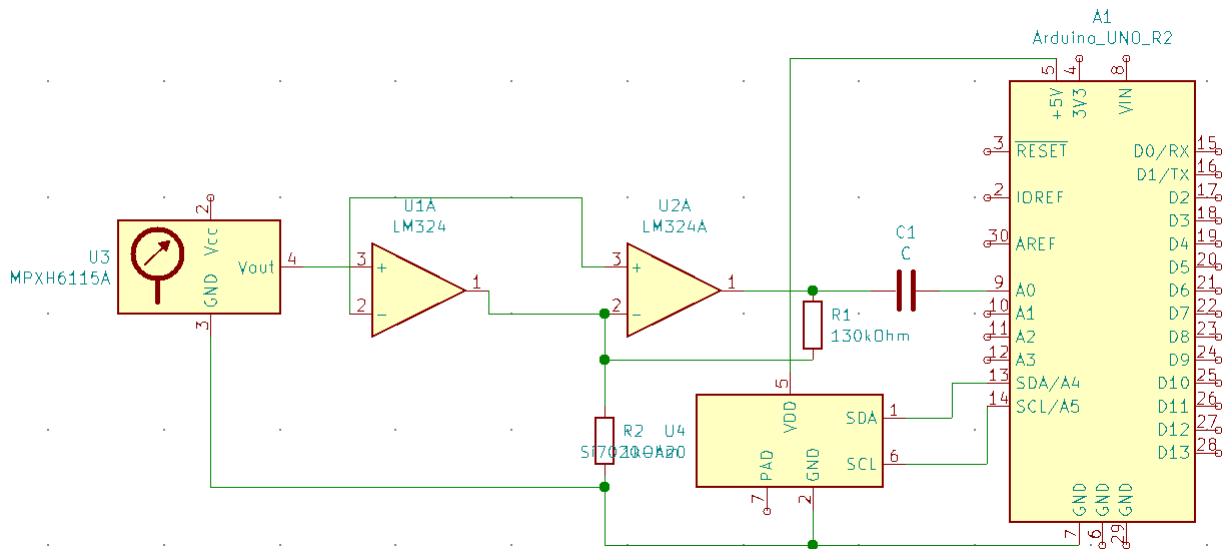 A1
Arduino_UNO_R2
5
4
8
+5V
3V3
VIN
3
RESET
D0/RX
15
D1/TX
16
2
IOREF
D2
17
D3
18
30
AREF
D4
19
D5
20
9
A0
D6
21
10
A1
D7
22
11
A2
D8
23
12
A3
D9
24
13
SDA/A4
D10
25
14
SCL/A5
D11
26
D12
27
D13
28
GND
GND
GND
7
6
29
U3
MPXH6115A
2
Vcc
Vout
4
GND
3
U1A
LM324
3
+
2
-
1
U2A
LM324A
3
+
2
-
1
C1
C
R1
130kOhm
R2
U4
5
VDD
SDA
1
SCL
6
PAD
GND
7
2